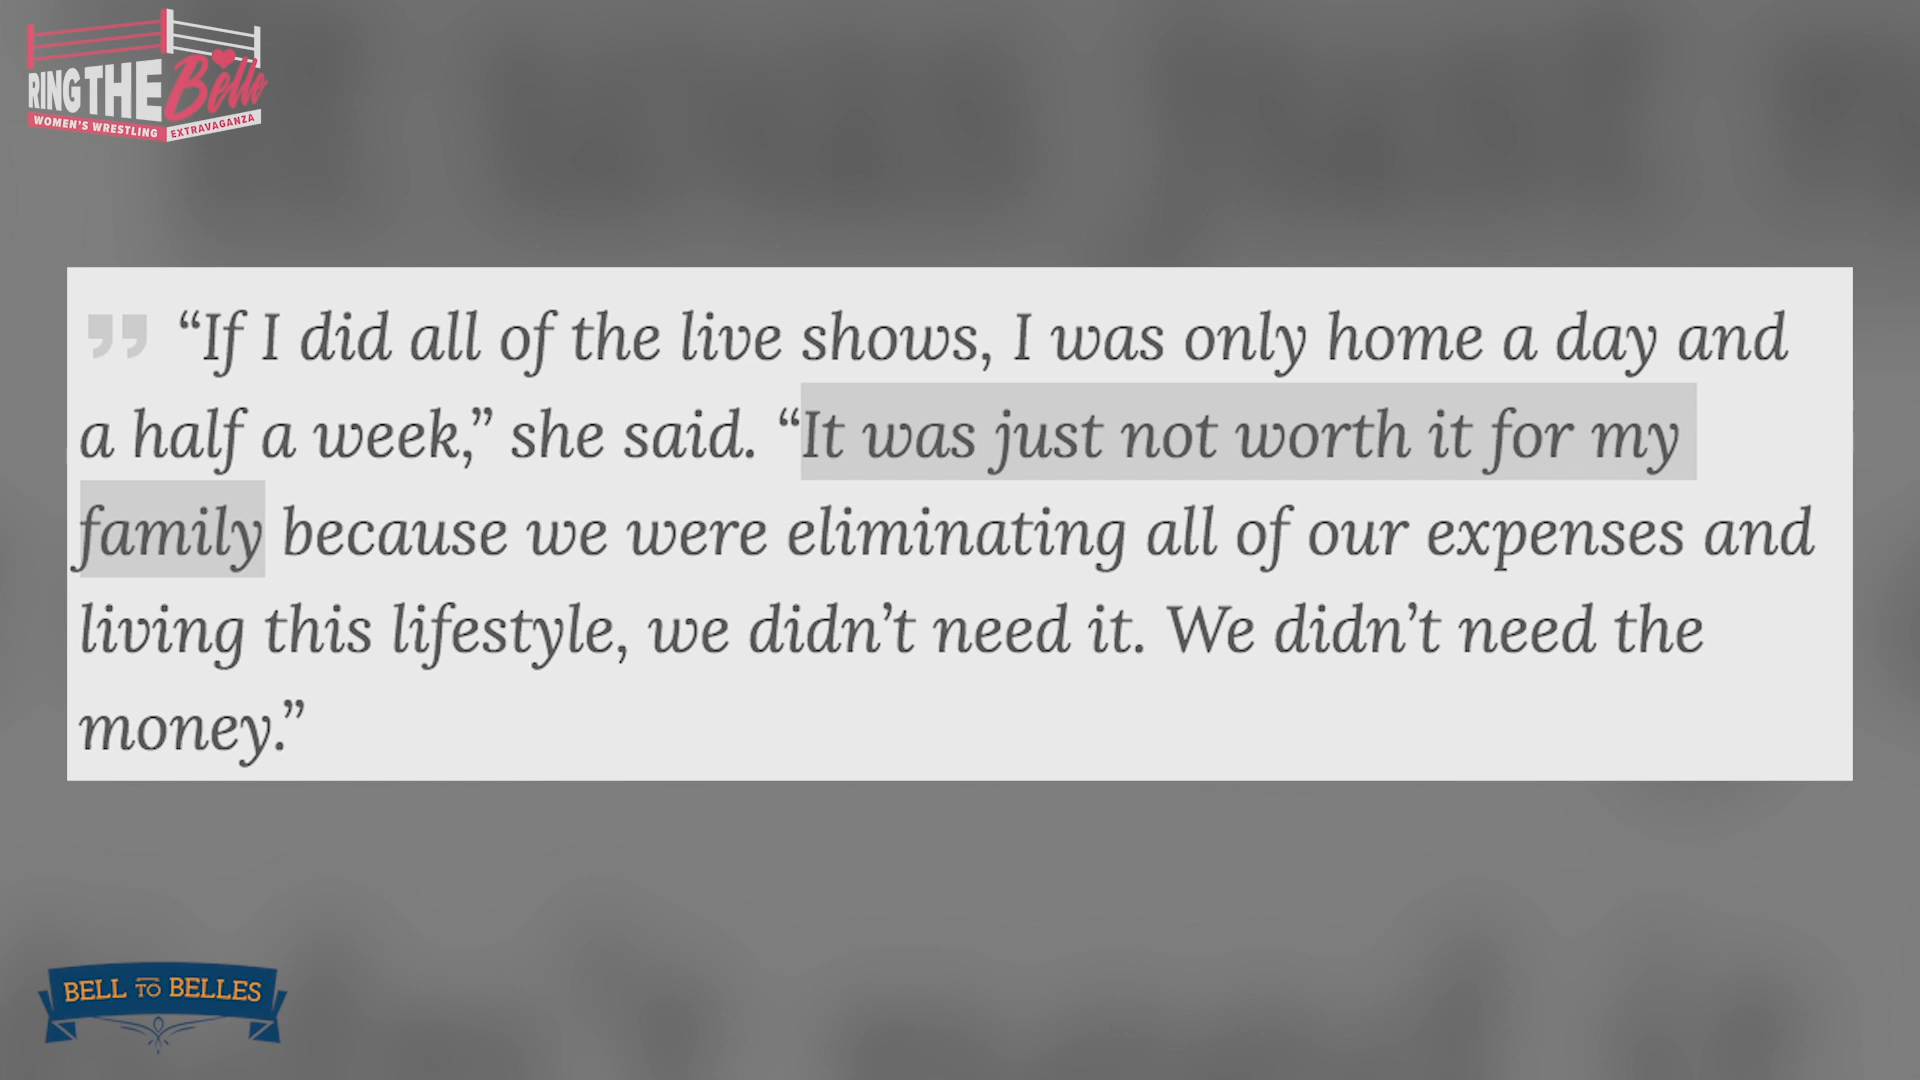 RING THE Belle
WOMEN'S WRESTLING EXTRAVAGANZA
” “If I did all of the live shows, I was only home a day and
a half a week,” she said. “It was just not worth it for my
family because we were eliminating all of our expenses and
living this lifestyle, we didn’t need it. We didn’t need the
money.”
BELL TO BELLES